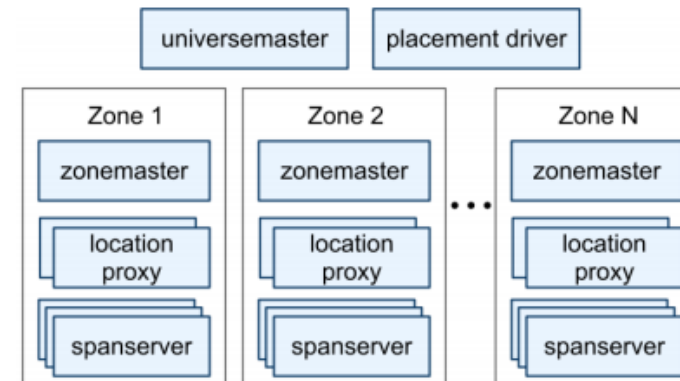 universemaster placement driver
Zone 1 Zone 2 Zone N
zonemaster zonemaster zonemaster
...
location location location
proxy proxy proxy
spanserver spanserver spanserver